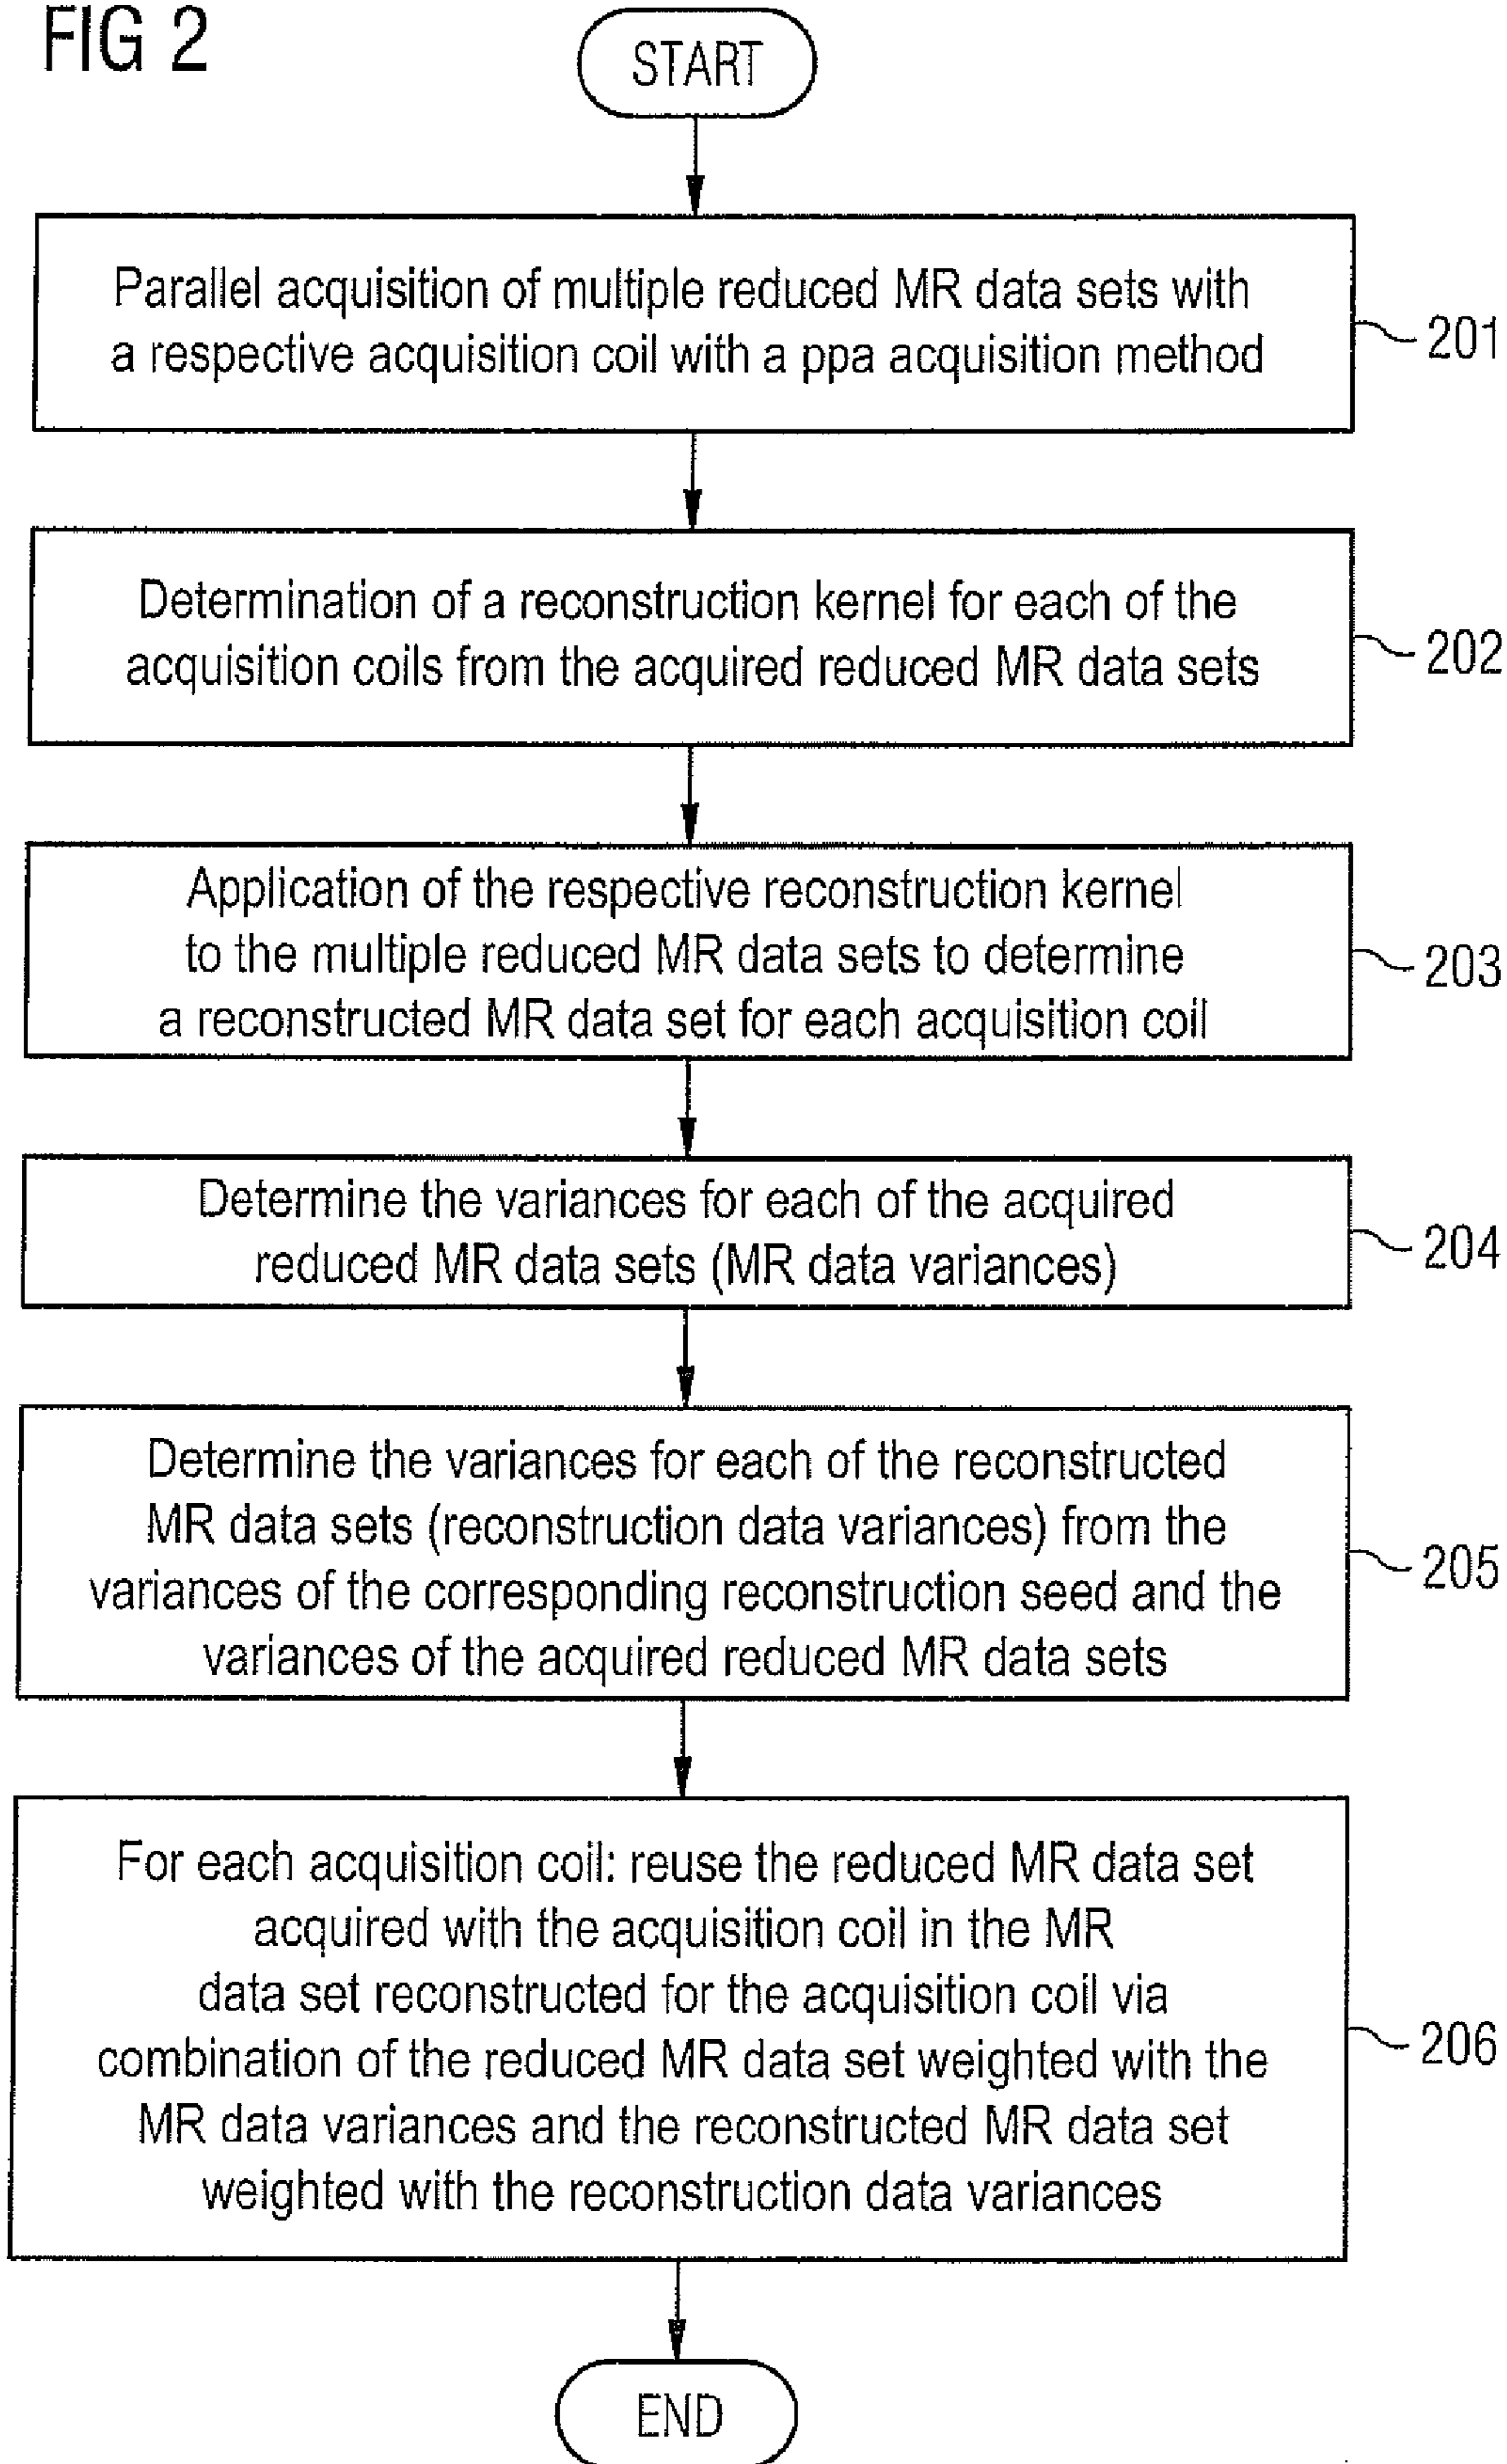 FIG 2
START
Parallel acquisition of multiple reduced MR data sets with
a respective acquisition coil with a ppa acquisition method
201
Determination of a reconstruction kernel for each of the
acquisition coils from the acquired reduced MR data sets
202
Application of the respective reconstruction kernel
to the multiple reduced MR data sets to determine
a reconstructed MR data set for each acquisition coil
203
Determine the variances for each of the acquired
reduced MR data sets (MR data variances)
204
Determine the variances for each of the reconstructed
MR data sets (reconstruction data variances) from the
variances of the corresponding reconstruction seed and the
variances of the acquired reduced MR data sets
205
For each acquisition coil: reuse the reduced MR data set
acquired with the acquisition coil in the MR
data set reconstructed for the acquisition coil via
combination of the reduced MR data set weighted with the
MR data variances and the reconstructed MR data set
weighted with the reconstruction data variances
206
END